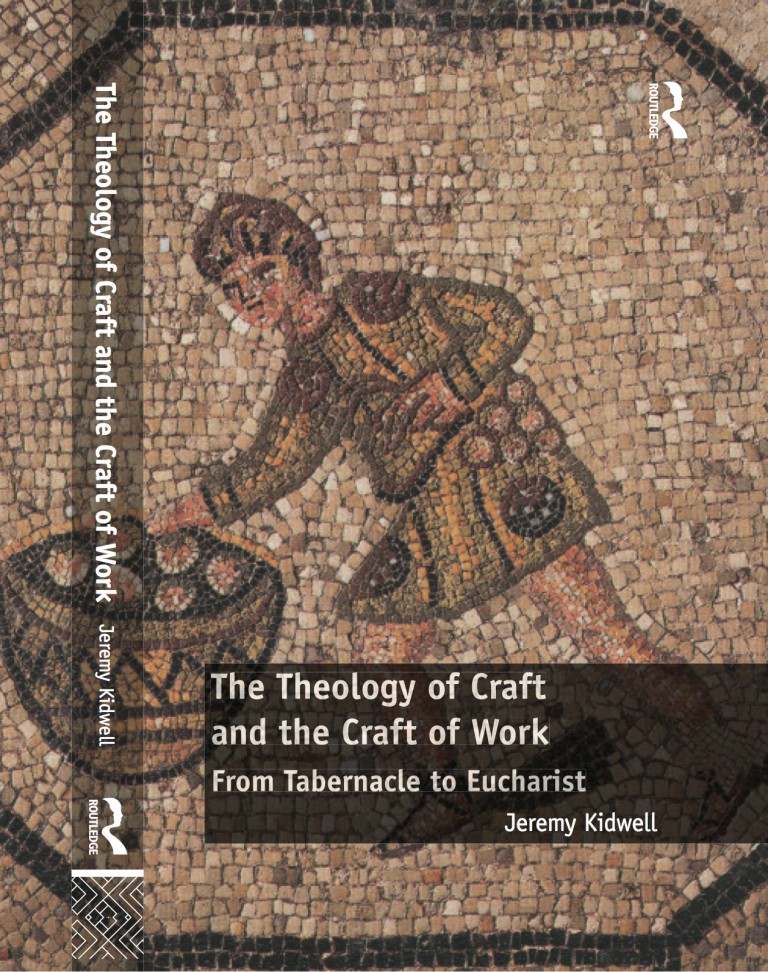 The Theology of Craft and the Craft of Work Jeremy Kidwell
ROUTLEDGE
ROUTLEDGE
The Theology of Craft
and the Craft of Work
From Tabernacle to Eucharist
Jeremy Kidwell